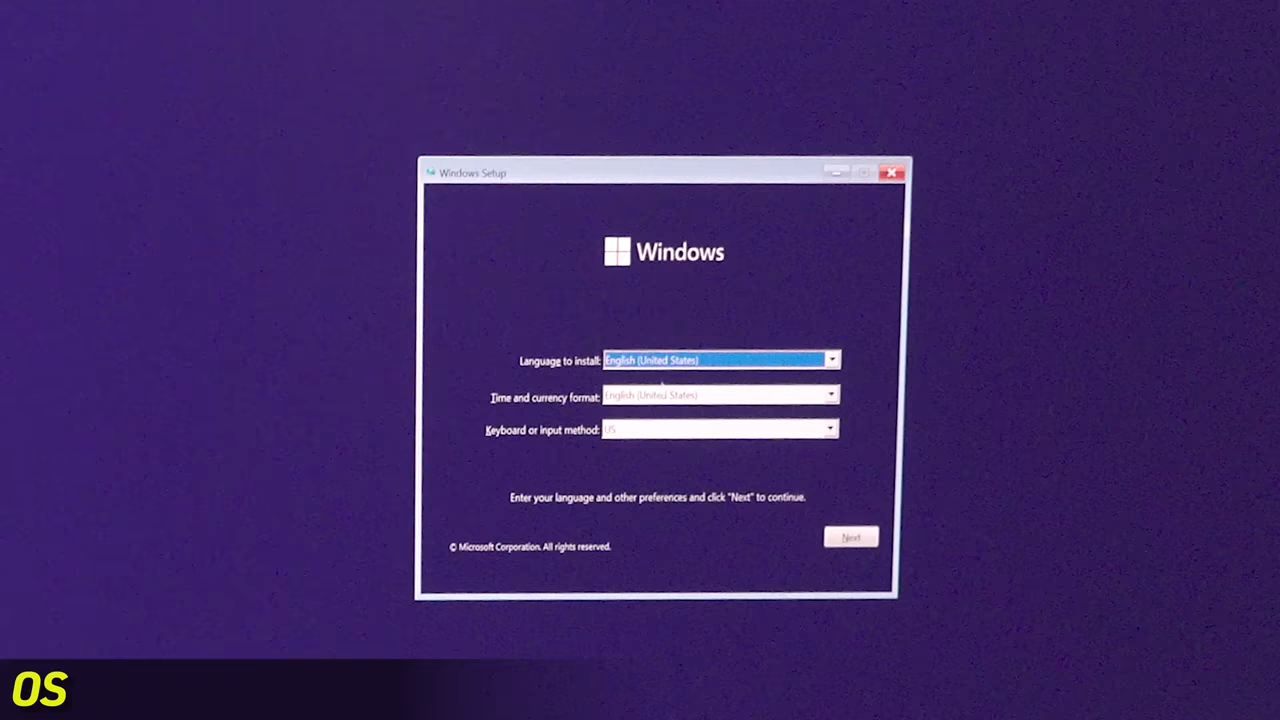 Windows Setup
Windows
Language to install: English (United States)
Time and currency format: English (United States)
Keyboard or input method: US
Enter your language and other preferences and click "Next" to continue.
Next
© Microsoft Corporation. All rights reserved.
OS